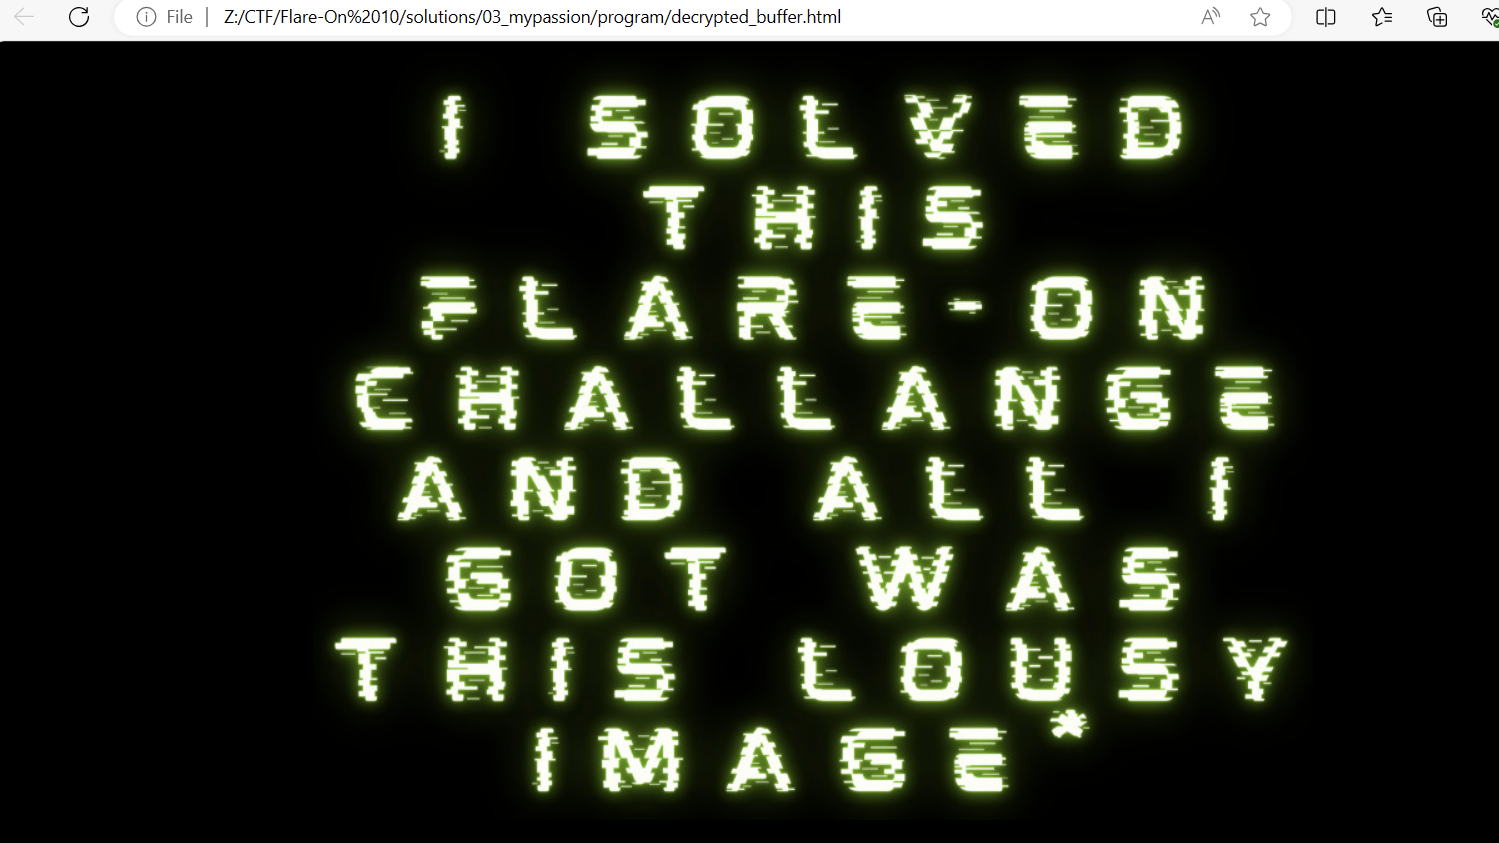 File
Z:/CTF/Flare-On%2010/solutions/03_mypassion/program/decrypted_buffer.html
I SOLVED
THIS
FLARE-ON
CHALLANGE
AND ALL I
GOT WAS
THIS LOUSY
IMAGE*